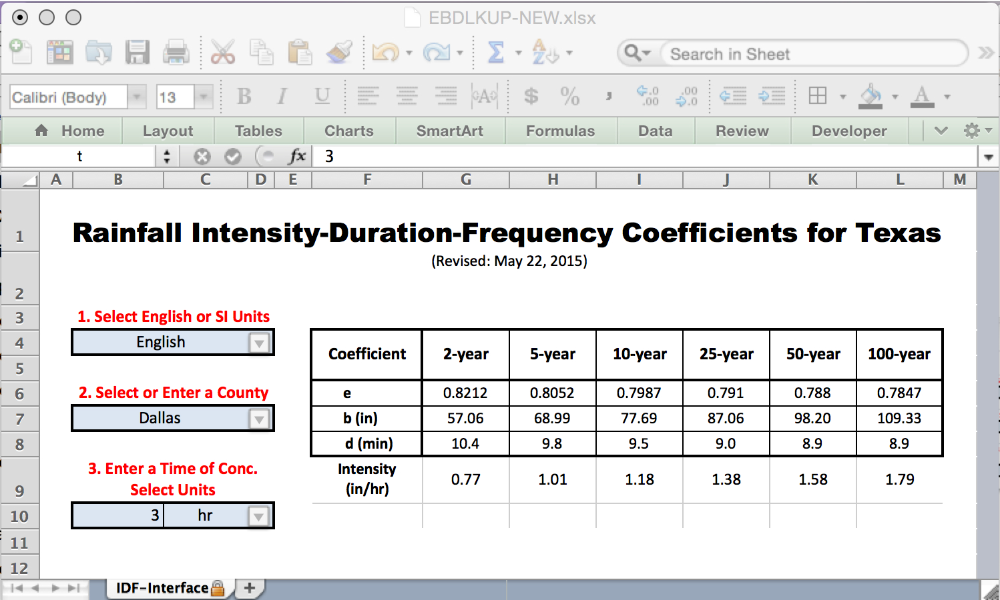 EBDLKUP-NEW.xlsx
Search in Sheet
Calibri (Body) 13 B I U A $ % , .0 .00 .00 .0 A
Home Layout Tables Charts SmartArt Formulas Data Review Developer
t fx 3
A B C D E F G H I J K L M
1 Rainfall Intensity-Duration-Frequency Coefficients for Texas
(Revised: May 22, 2015)
2
3 1. Select English or SI Units
4 English
Coefficient 2-year 5-year 10-year 25-year 50-year 100-year
5
6 2. Select or Enter a County e 0.8212 0.8052 0.7987 0.791 0.788 0.7847
7 Dallas b (in) 57.06 68.99 77.69 87.06 98.20 109.33
8 d (min) 10.4 9.8 9.5 9.0 8.9 8.9
3. Enter a Time of Conc. Intensity
9 Select Units (in/hr) 0.77 1.01 1.18 1.38 1.58 1.79
10 3 hr
11
12
IDF-Interface